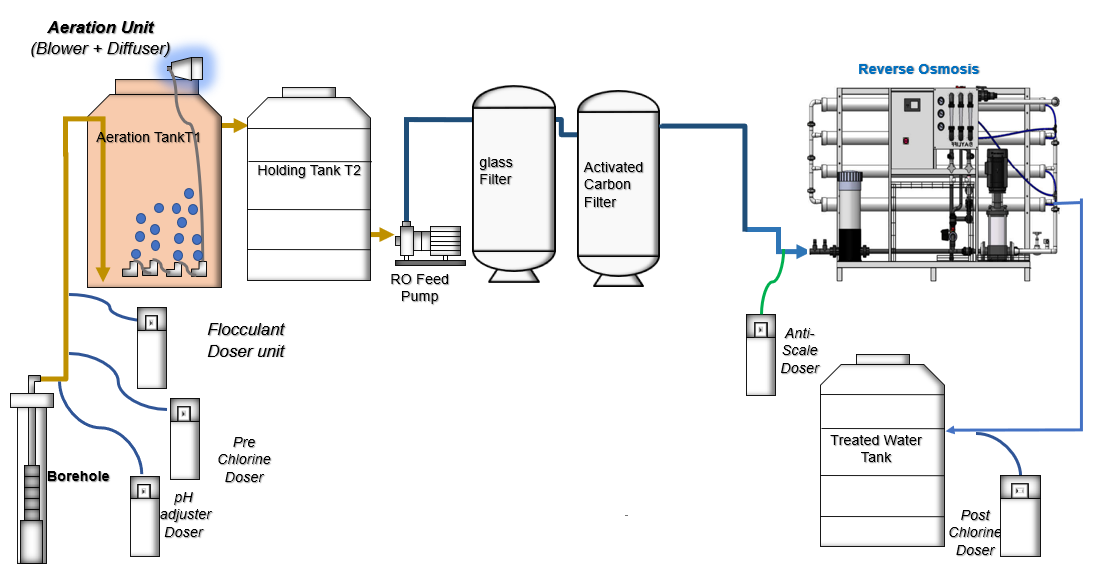 Aeration Unit
(Blower + Diffuser)
Aeration TankT1
Holding Tank T2
RO Feed
Pump
glass
Filter
Activated
Carbon
Filter
Reverse Osmosis
Flocculant
Doser unit
Pre
Chlorine
Doser
Borehole
pH
adjuster
Doser
Anti-
Scale
Doser
Treated Water
Tank
Post
Chlorine
Doser